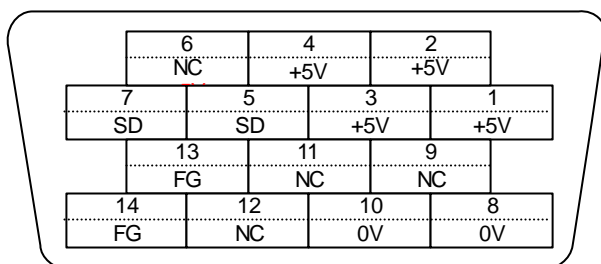 6 4 2
NC +5V +5V
7 5 3 1
SD SD +5V +5V
13 11 9
FG NC NC
14 12 10 8
FG NC 0V 0V